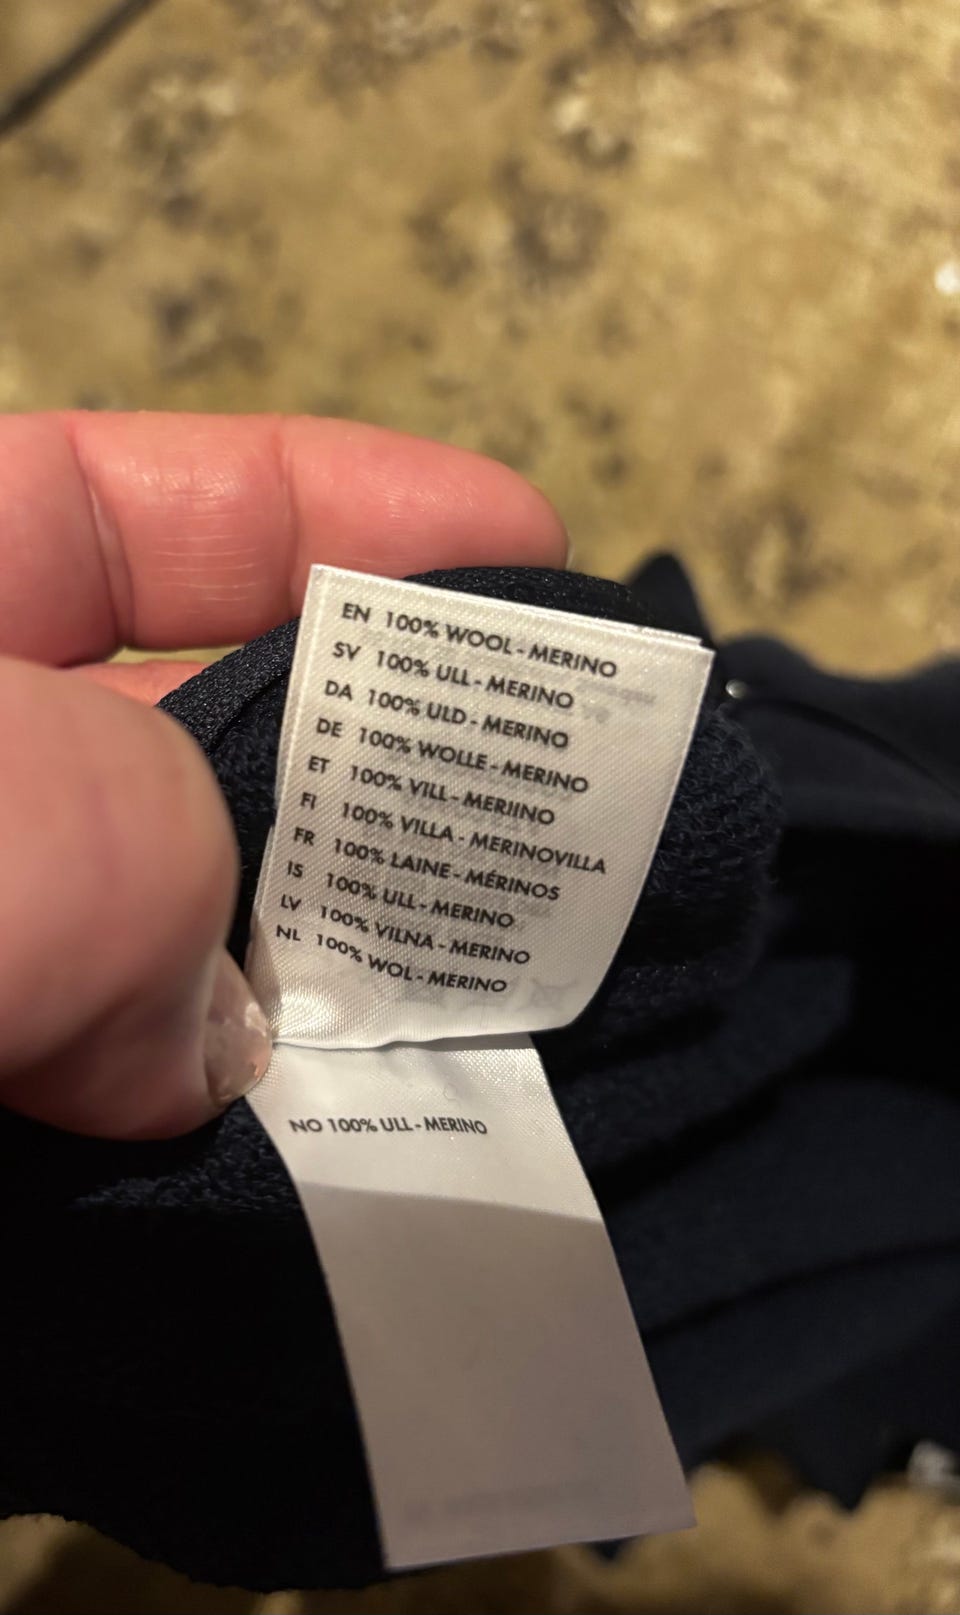 EN 100% WOOL - MERINO
SV 100% ULL - MERINO
DA 100% ULD - MERINO
DE 100% WOLLE - MERINO
ET 100% VILL - MERIINO
FI 100% VILLA - MERINOVILLA
FR 100% LAINE - MÉRINOS
IS 100% ULL - MERINO
LV 100% VILNA - MERINO
NL 100% WOL - MERINO
NO 100% ULL - MERINO